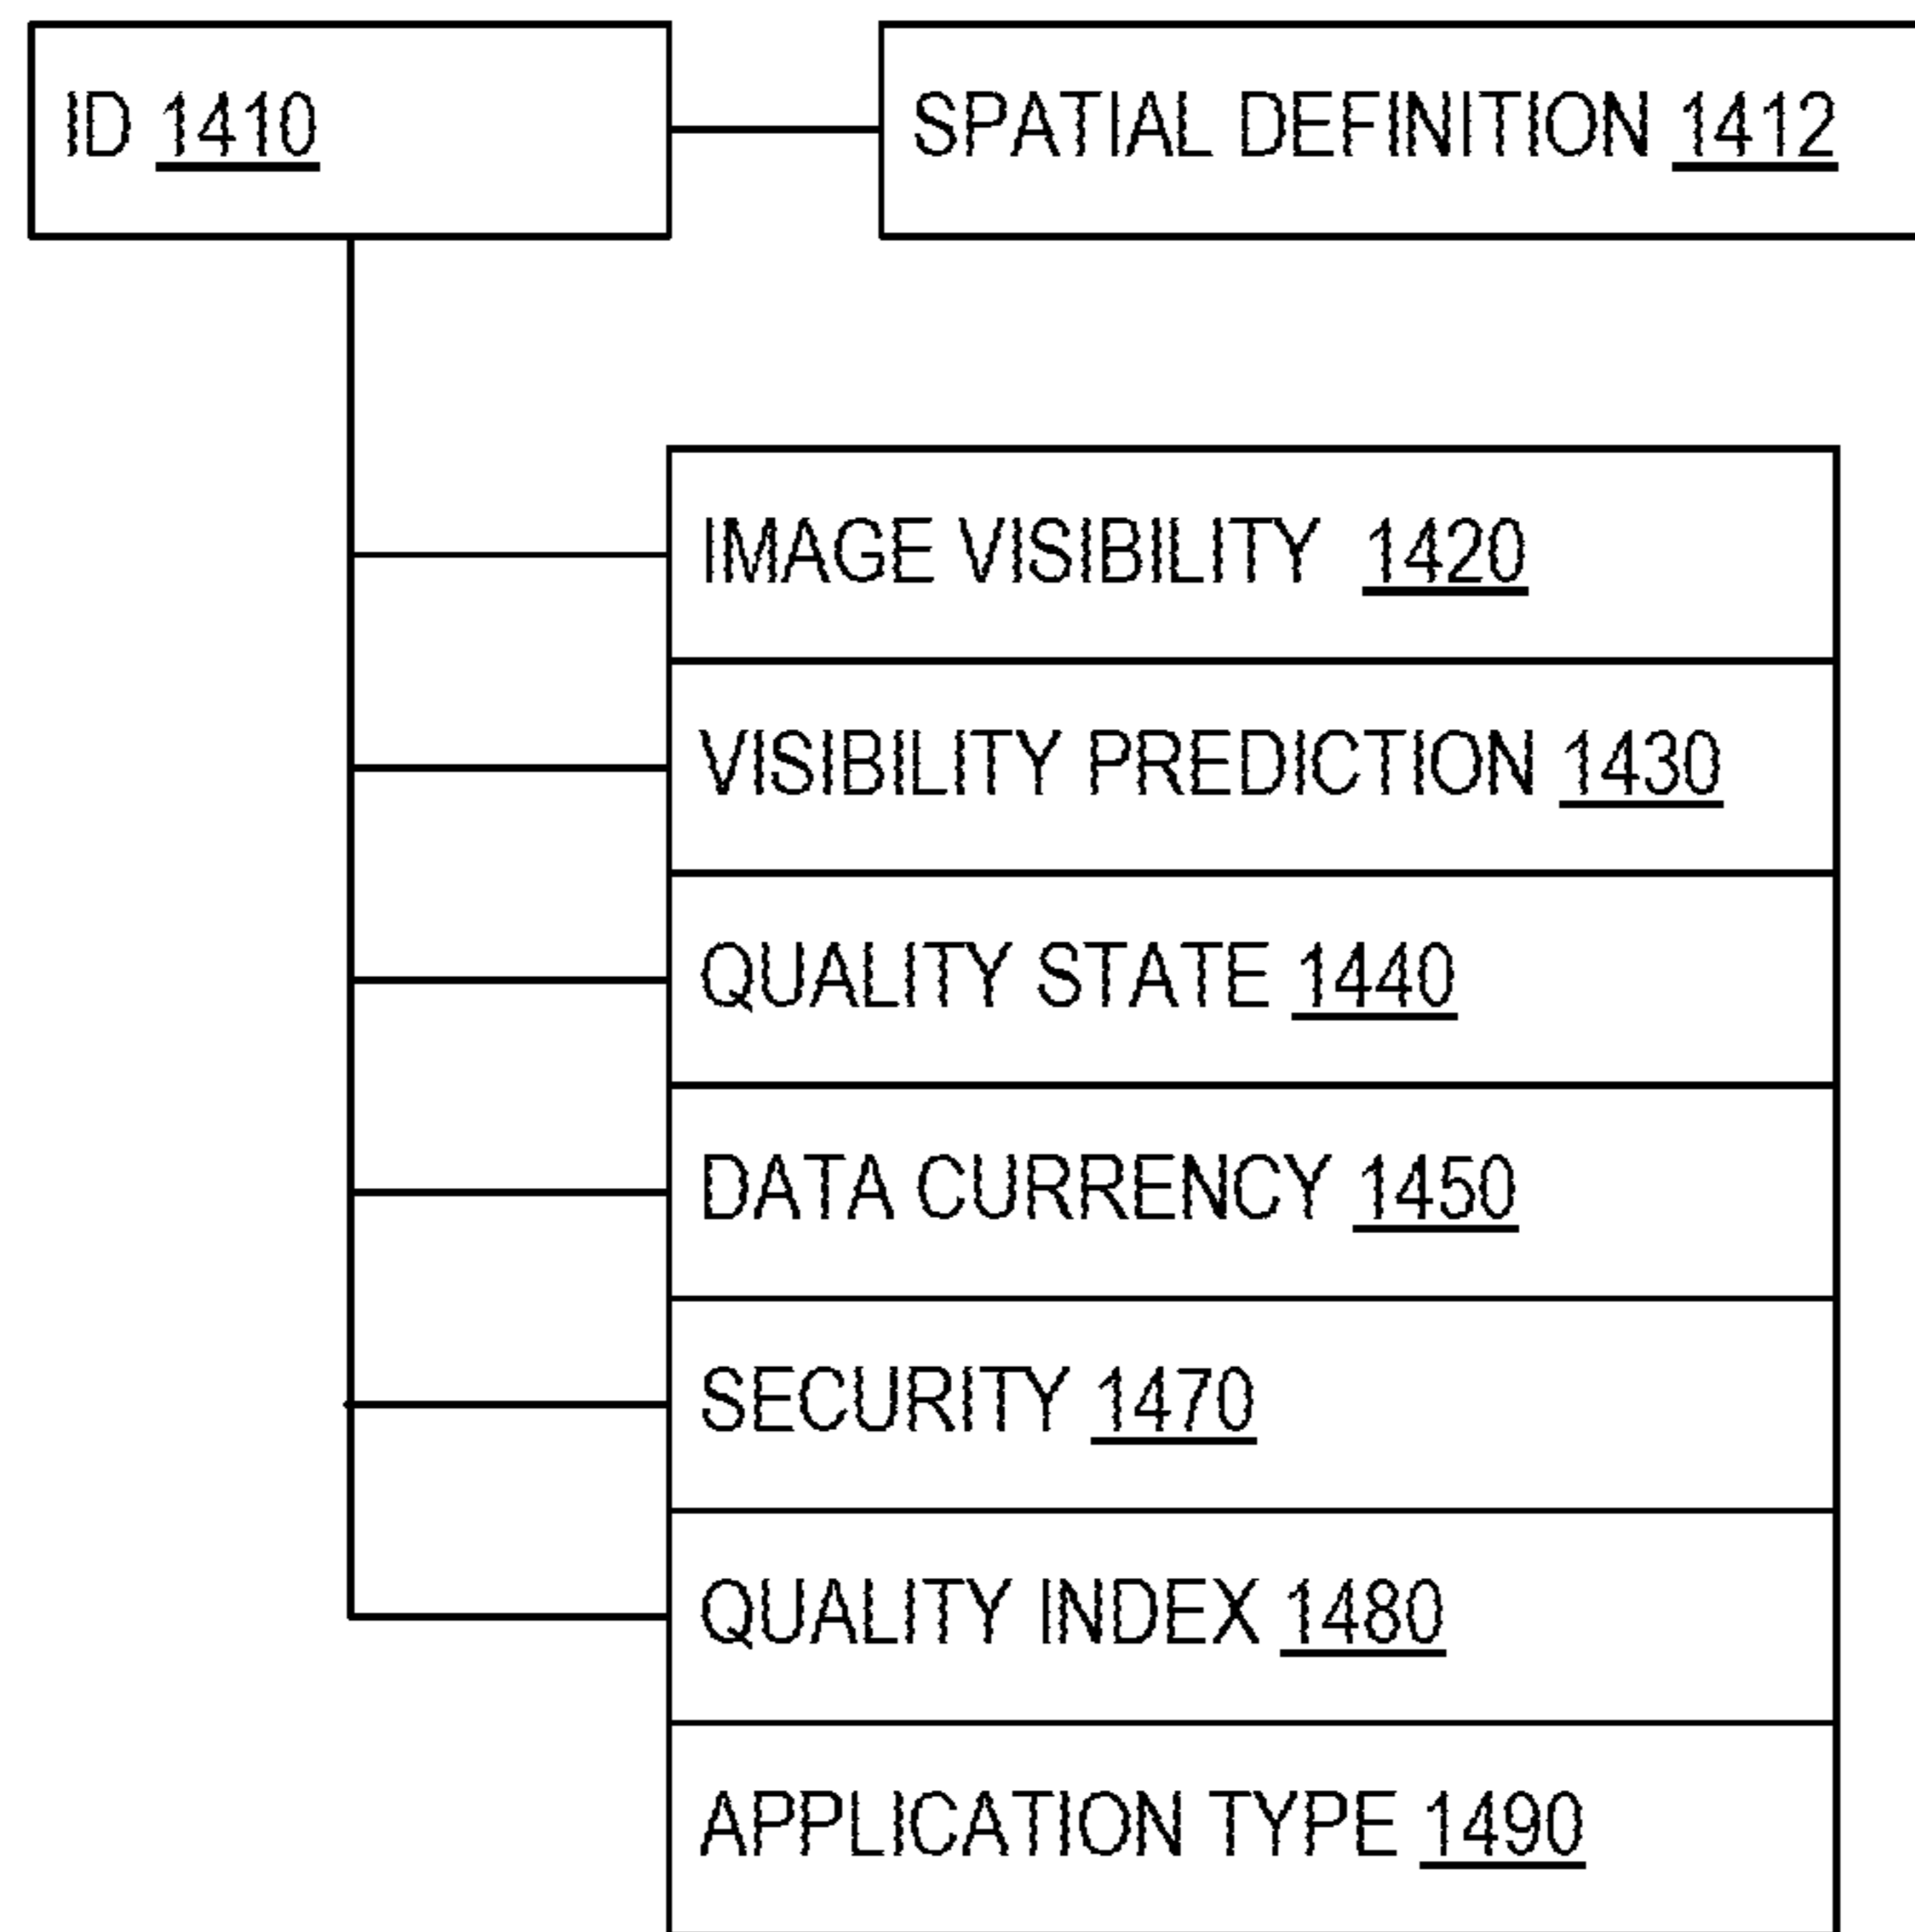 ID 1410
SPATIAL DEFINITION 1412
IMAGE VISIBILITY 1420
VISIBILITY PREDICTION 1430
QUALITY STATE 1440
DATA CURRENCY 1450
SECURITY 1470
QUALITY INDEX 1480
APPLICATION TYPE 1490